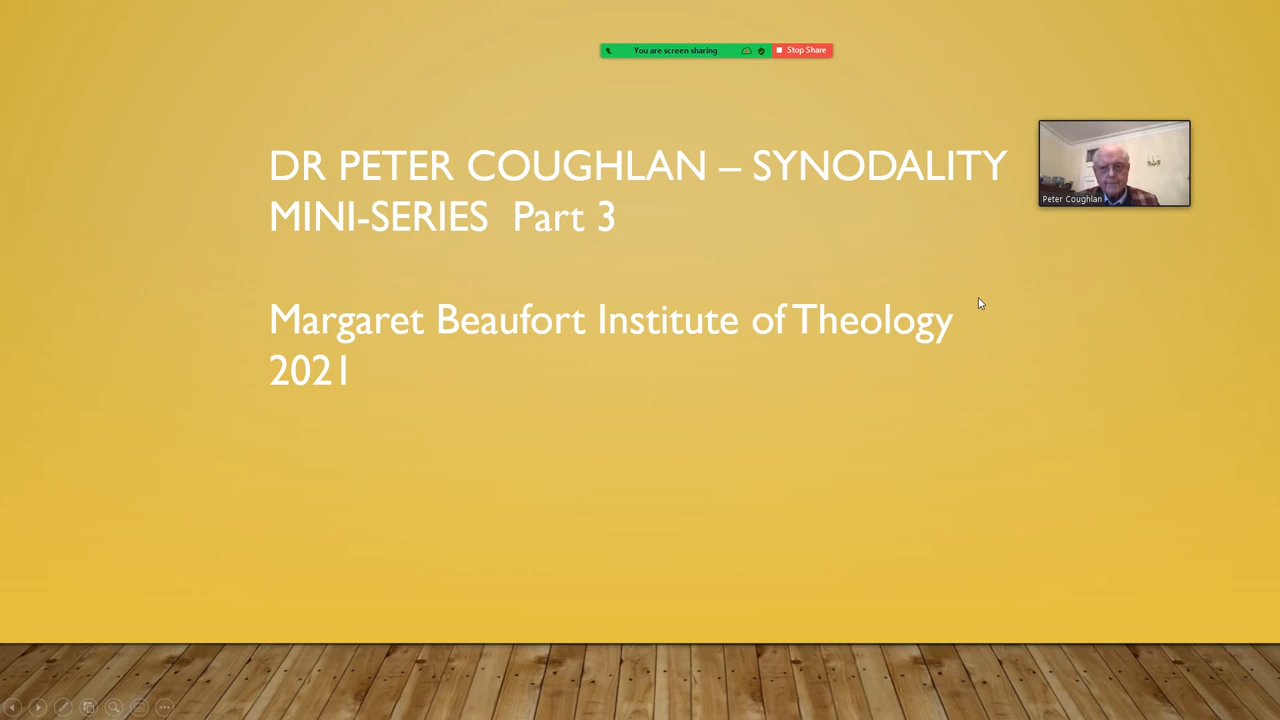 You are screen sharing
Stop Share
DR PETER COUGHLAN – SYNODALITY
MINI-SERIES Part 3
Peter Coughlan
Margaret Beaufort Institute of Theology
2021